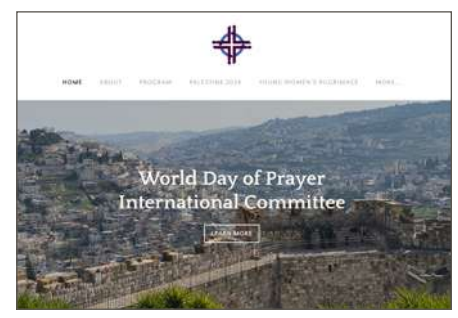 HOME ABOUT PROGRAM PALESTINE 2024 YOUNG WOMEN'S PILGRIMAGE MORE...
World Day of Prayer
International Committee
LEARN MORE